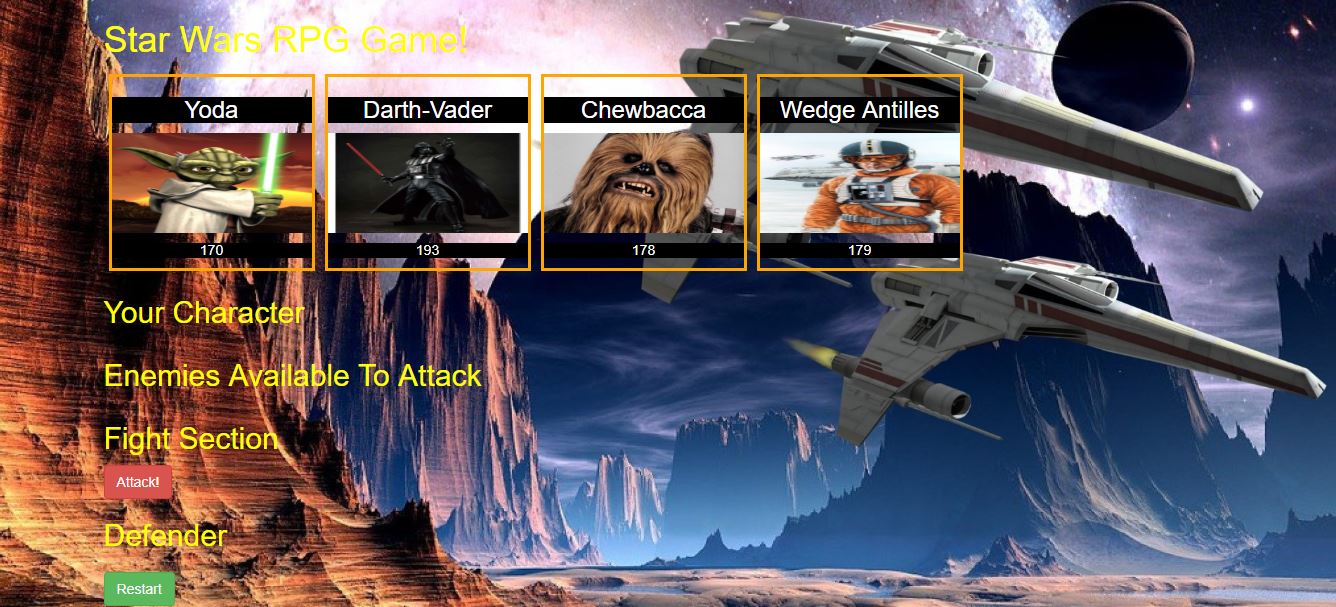 Star Wars RPG Game!
Yoda
Darth-Vader
Chewbacca
Wedge Antilles
170
193
178
179
Your Character
Enemies Available To Attack
Fight Section
Attack!
Defender
Restart